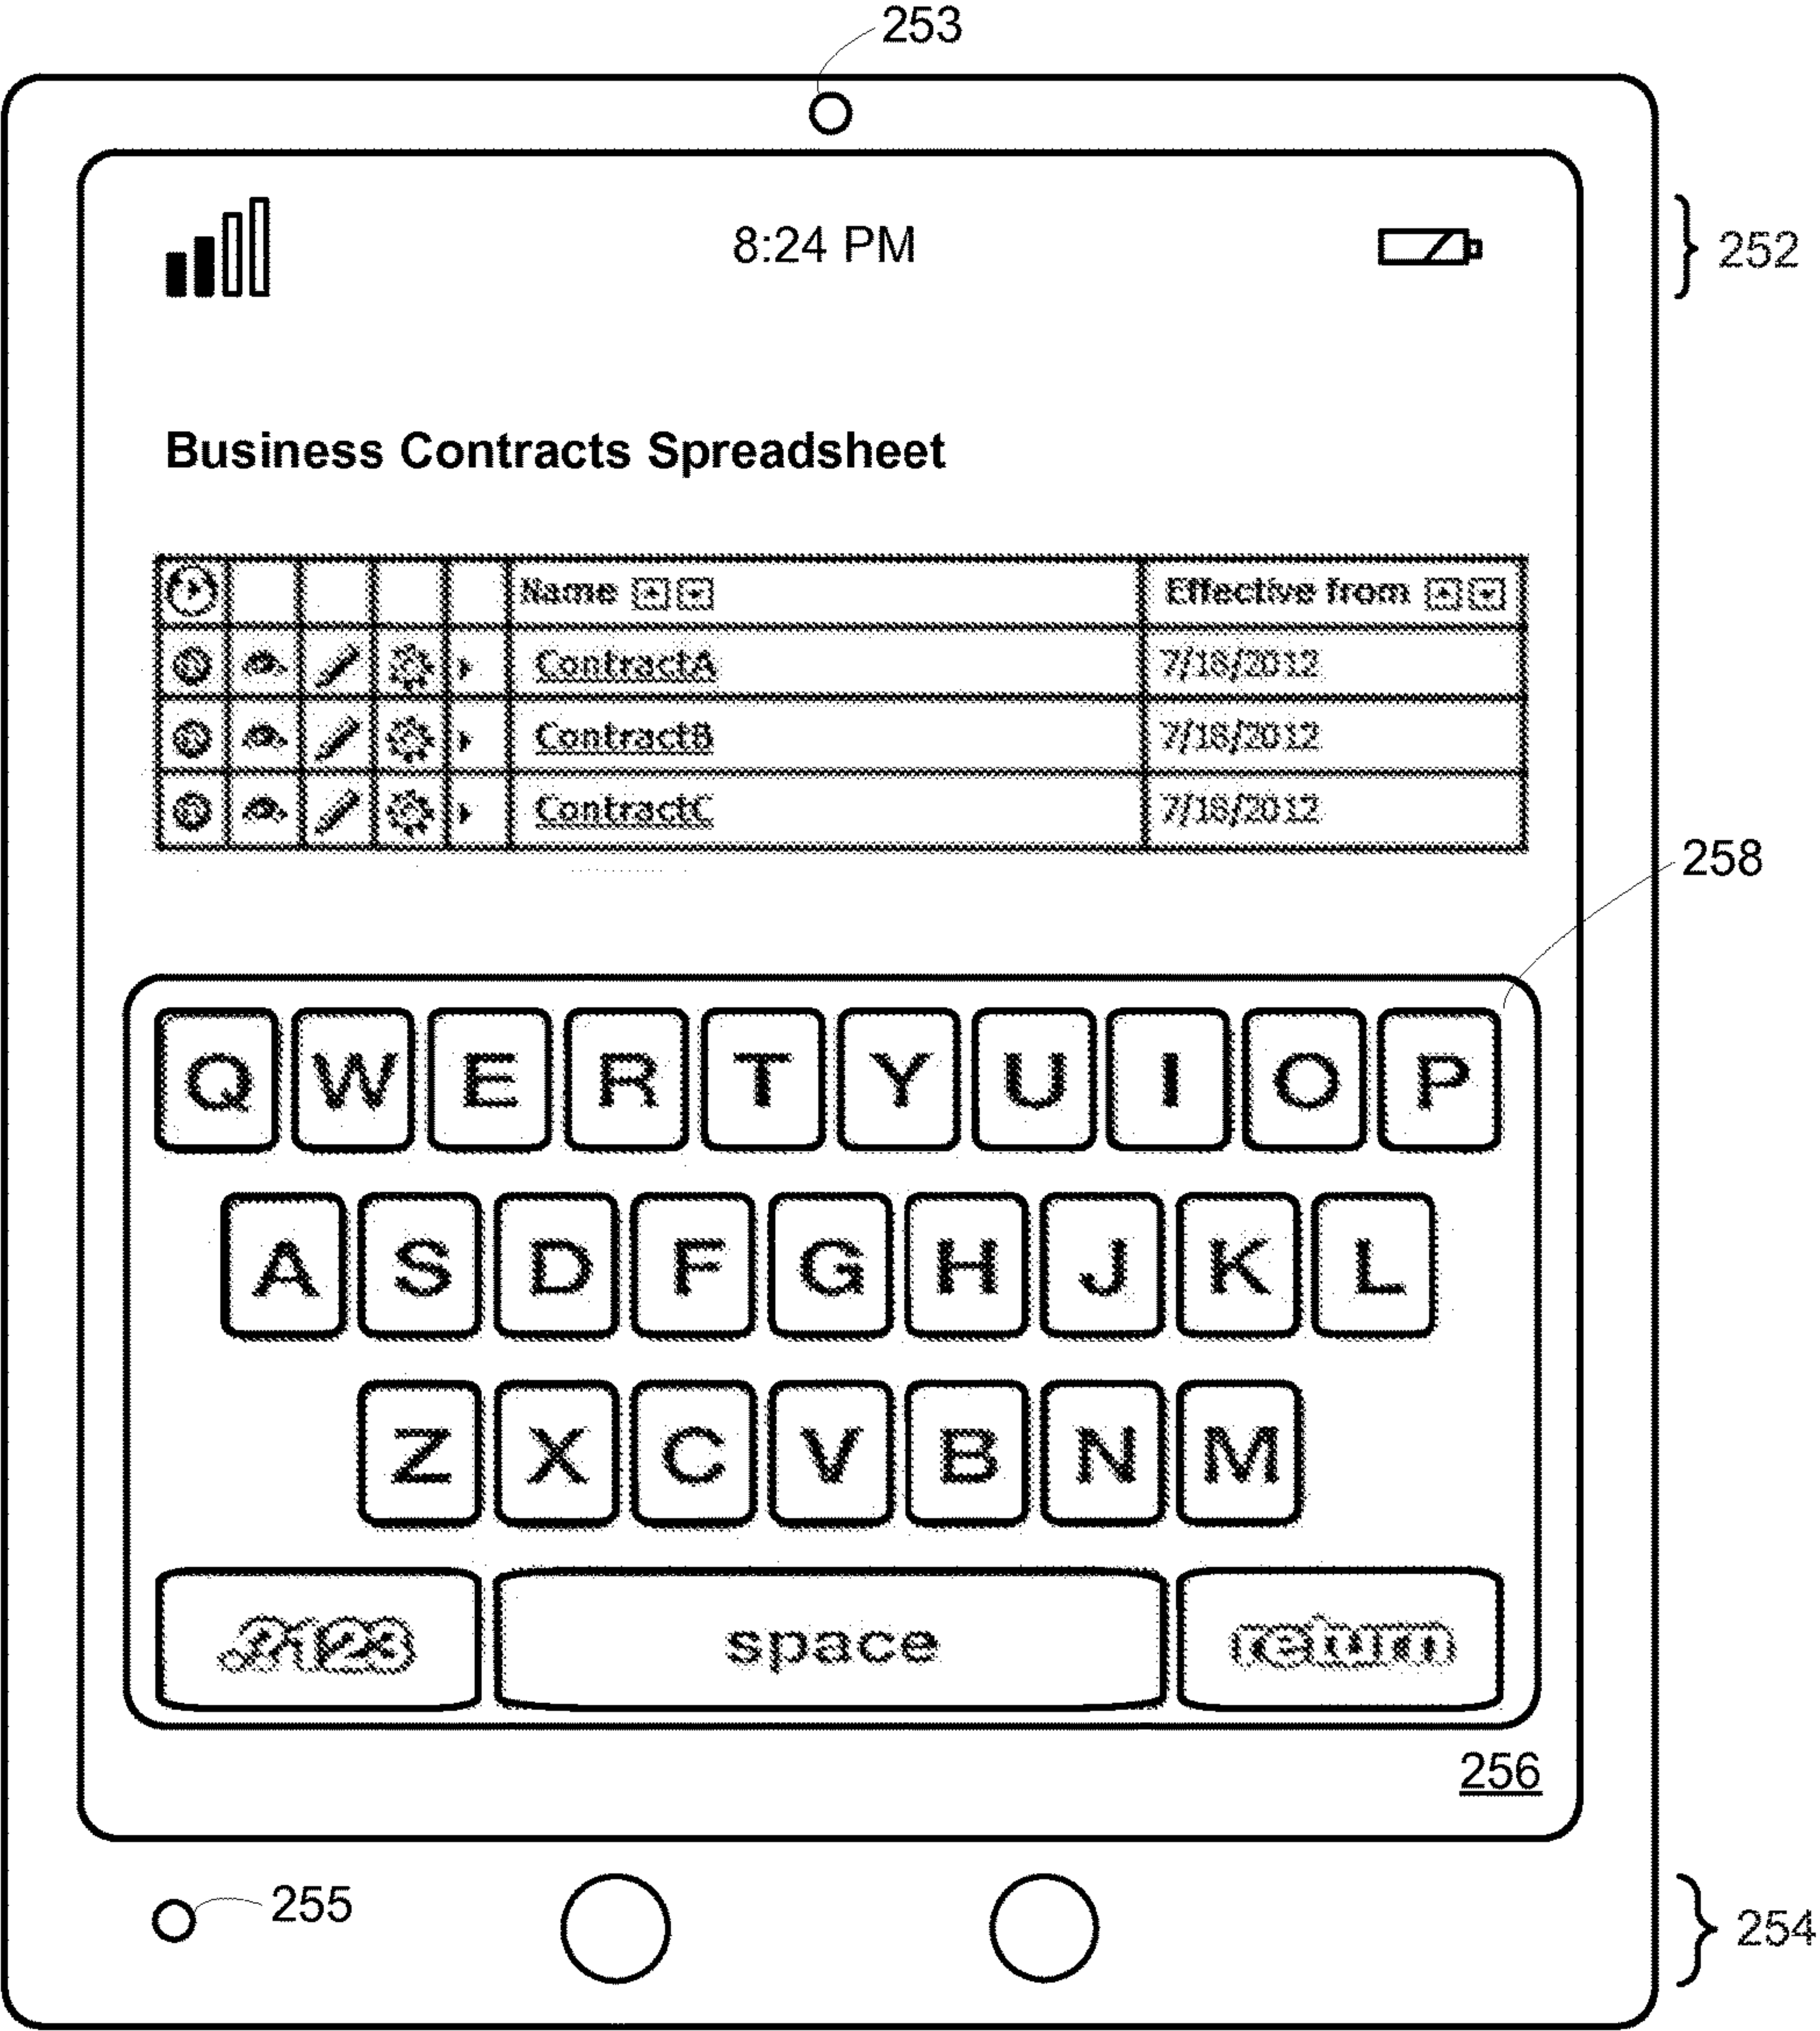 253
8:24 PM
252
Business Contracts Spreadsheet
Name Effective from
ContractA 7/18/2012
ContractB 7/18/2012
ContractC 7/18/2012
258
Q W E R T Y U I O P
A S D F G H J K L
Z X C V B N M
.?123 space return
256
255
254